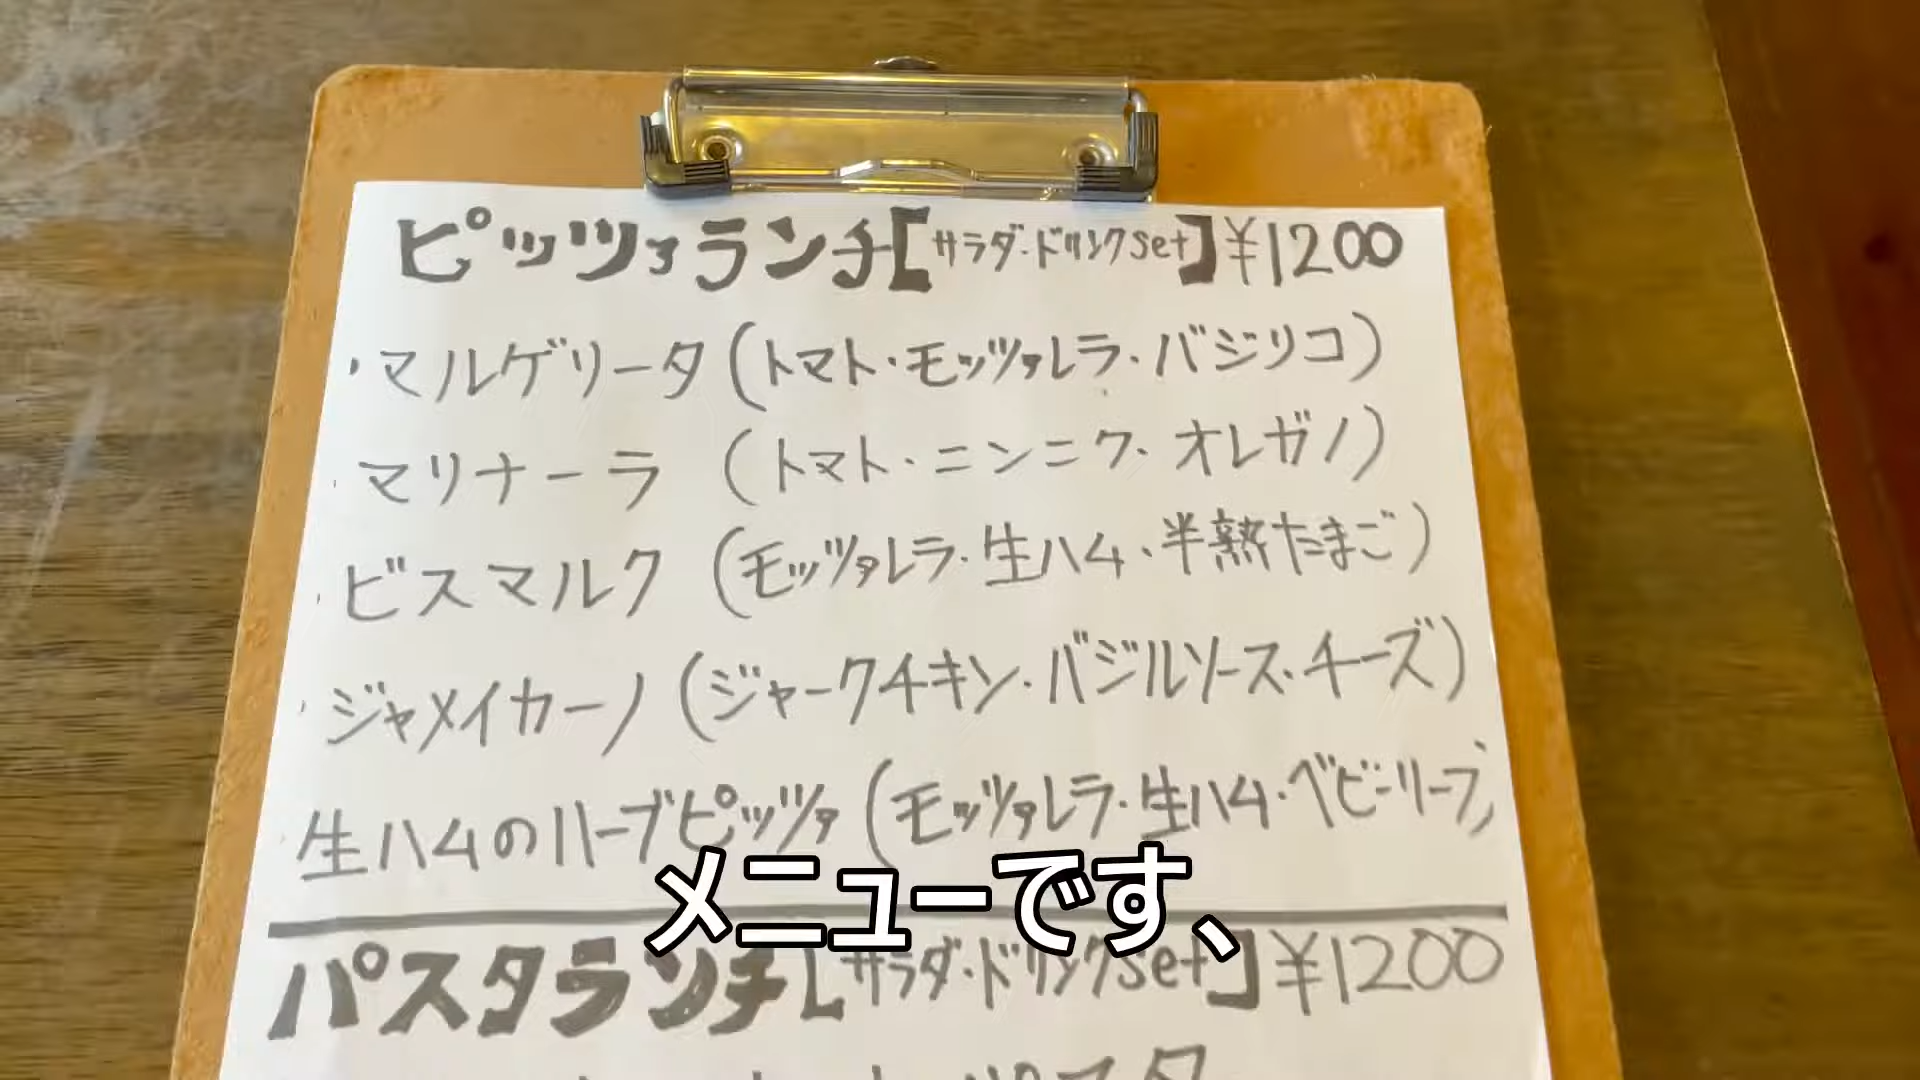 ピッツァランチ【サラダ・ドリンクset】¥1200
・マルゲリータ(トマト・モッツァレラ・バジリコ)
・マリナーラ(トマト・ニンニク・オレガノ)
・ビスマルク(モッツァレラ・生ハム・半熟たまご)
・ジャメイカーノ(ジャークチキン・バジルソース・チーズ)
・生ハムのハーブピッツァ(モッツァレラ・生ハム・ベビーリーフ)
メニューです、
パスタランチ【サラダ・ドリンクset】¥1200